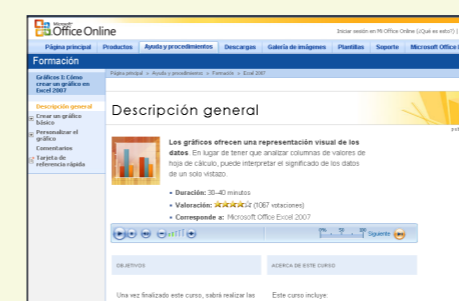 Microsoft
Office Online
Iniciar sesión en Mi Office Online (¿Qué es esto?) |
Página principal Productos Ayuda y procedimientos Descargas Galería de imágenes Plantillas Soporte Microsoft Office
Formación
Página principal > Ayuda y procedimientos > Formación > Excel 2007
Gráficos I: Cómo
crear un gráfico en
Excel 2007
Descripción general
Crear un gráfico
básico
Personalizar el
gráfico
Comentarios
Tarjeta de
referencia rápida
Descripción general
Los gráficos ofrecen una representación visual de los
datos. En lugar de tener que analizar columnas de valores de
hoja de cálculo, puede interpretar el significado de los datos
de un solo vistazo.
• Duración: 30-40 minutos
• Valoración: (1067 votaciones)
• Corresponde a: Microsoft Office Excel 2007
Siguiente
OBJETIVOS ACERCA DE ESTE CURSO
Una vez finalizado este curso, sabrá realizar las Este curso incluye: